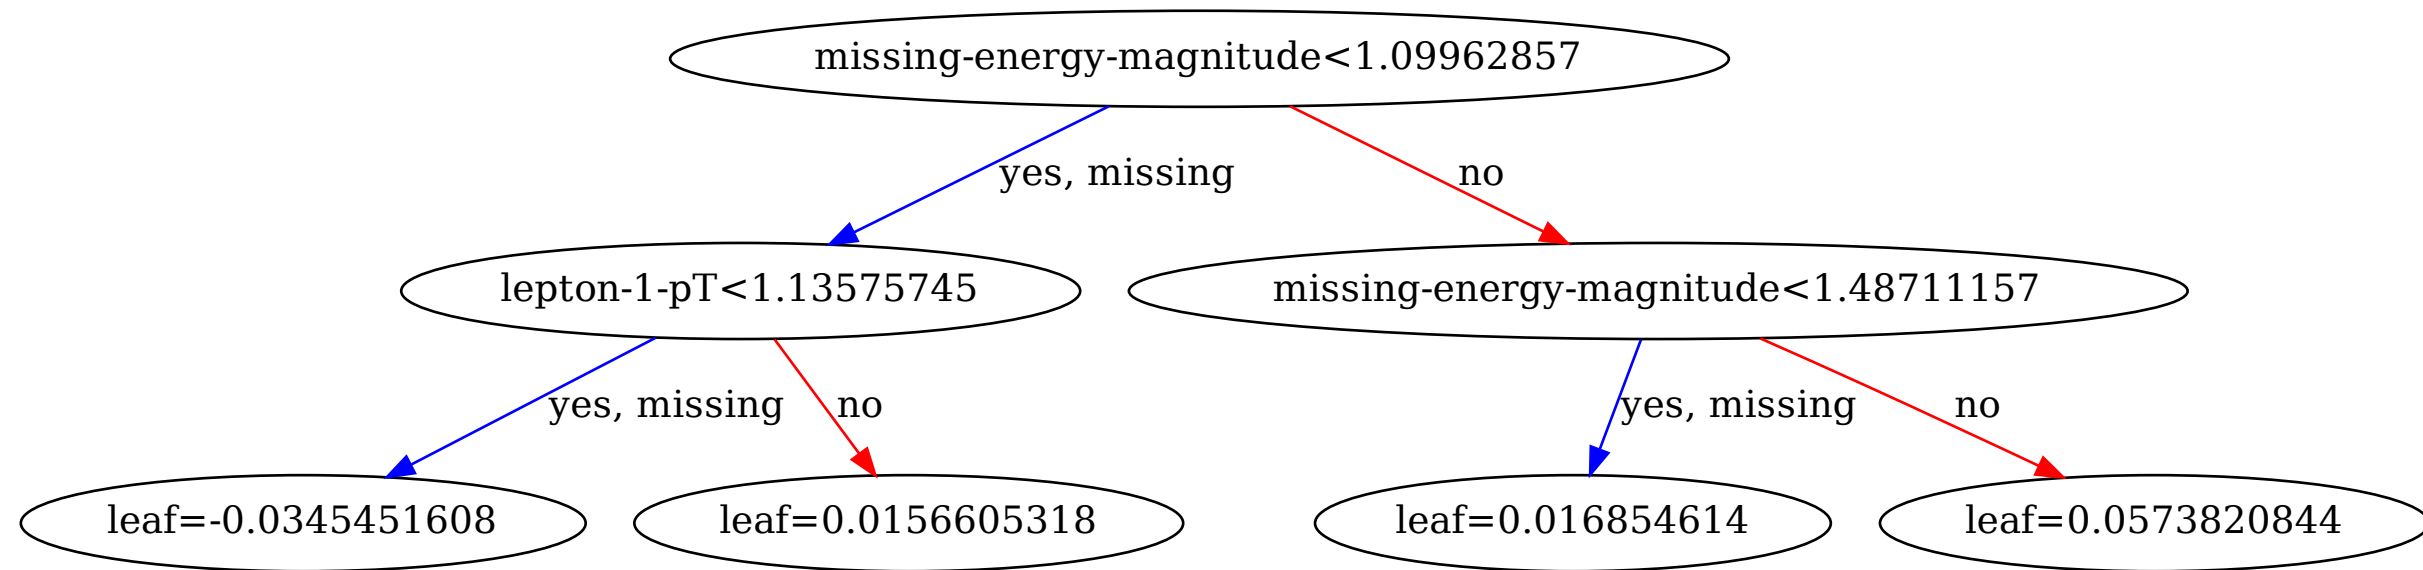 missing-energy-magnitude<1.09962857
yes, missing
no
lepton-1-pT<1.13575745
missing-energy-magnitude<1.48711157
yes, missing
no
yes, missing
no
leaf=-0.0345451608
leaf=0.0156605318
leaf=0.016854614
leaf=0.0573820844